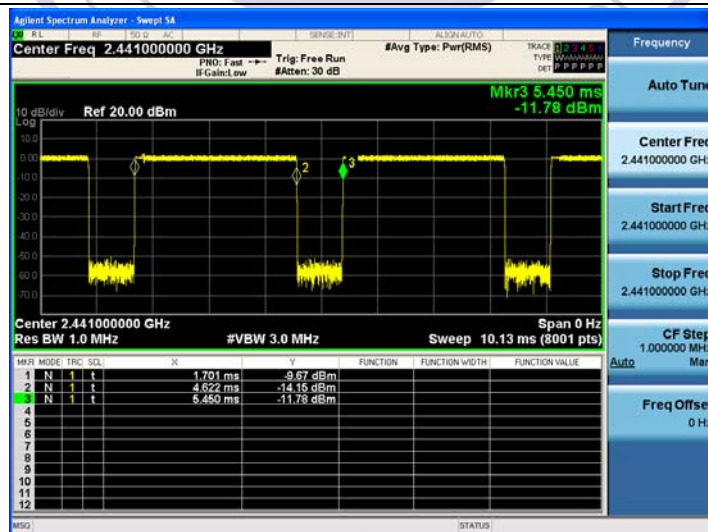 Agilent Spectrum Analyzer - Swept SA
RL RF 50 Ω AC SENSE:INT ALIGN AUTO
Center Freq 2.441000000 GHz
PNO: Fast
IFGain:Low
Trig: Free Run
#Atten: 30 dB
#Avg Type: Pwr(RMS)
TRACE 1 2 3 4 5 6
TYPE WWWWWW
DET P P P P P P
Mkr3 5.450 ms
-11.78 dBm
10 dB/div Ref 20.00 dBm
Log
10.0
0.00
-10.0
-20.0
-30.0
-40.0
-50.0
-60.0
-70.0
1
2
3
Center 2.441000000 GHz Span 0 Hz
Res BW 1.0 MHz #VBW 3.0 MHz Sweep 10.13 ms (8001 pts)
MKR MODE TRC SCL X Y FUNCTION FUNCTION WIDTH FUNCTION VALUE
1 N 1 t 1.701 ms -9.67 dBm
2 N 1 t 4.622 ms -14.15 dBm
3 N 1 t 5.450 ms -11.78 dBm
4
5
6
7
8
9
10
11
12
MSG STATUS
Frequency
Auto Tune
Center Freq
2.441000000 GHz
Start Freq
2.441000000 GHz
Stop Freq
2.441000000 GHz
CF Step
1.000000 MHz
Auto Man
Freq Offset
0 Hz